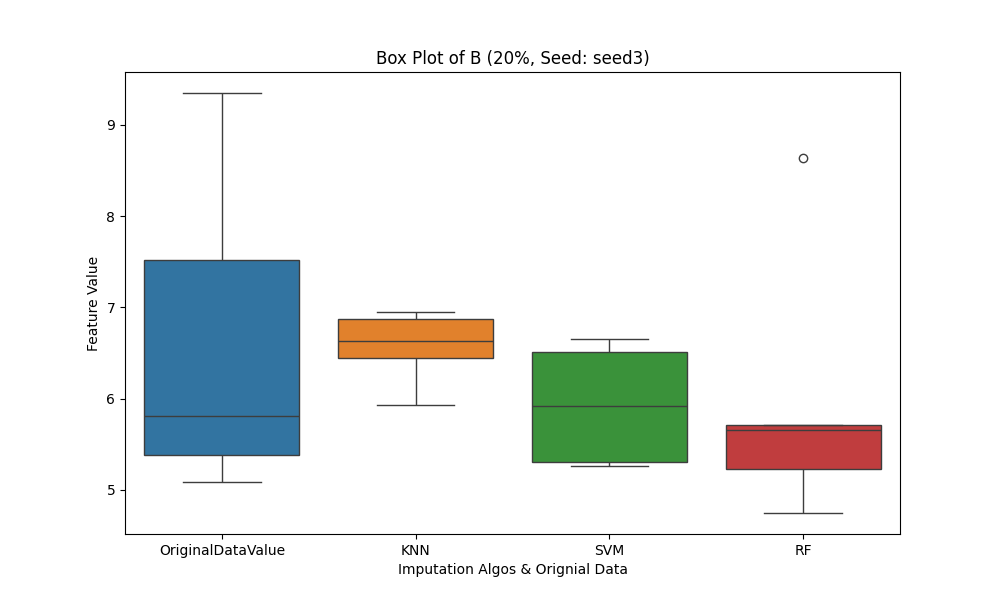 Box Plot of B (20%, Seed: seed3)
9
8
7
6
5
Feature Value
OriginalDataValue
KNN
SVM
RF
Imputation Algos & Orignial Data